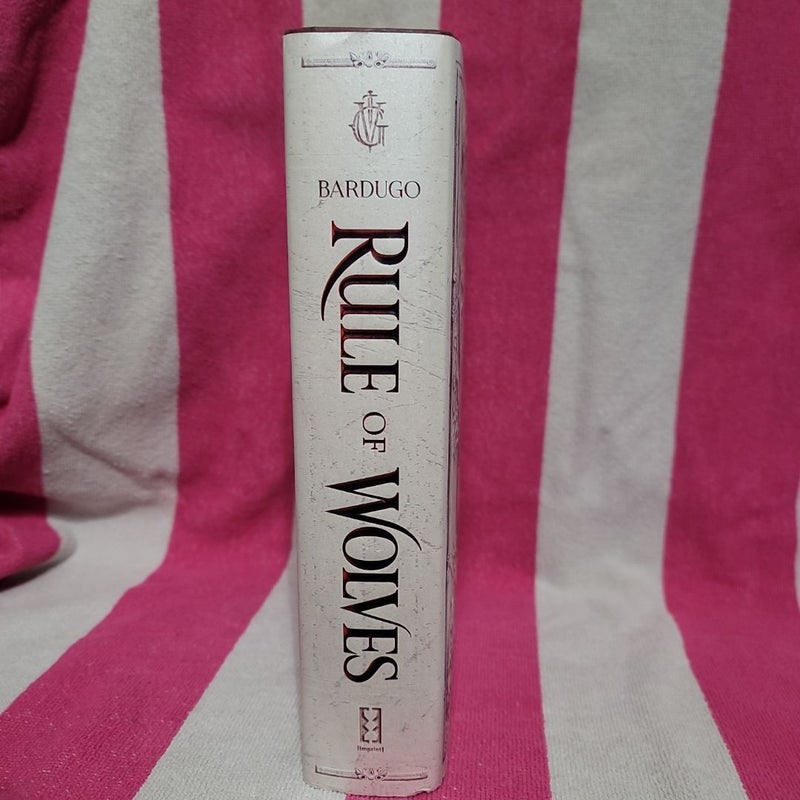 BARDUGO
RULE OF WOLVES
[Imprint]